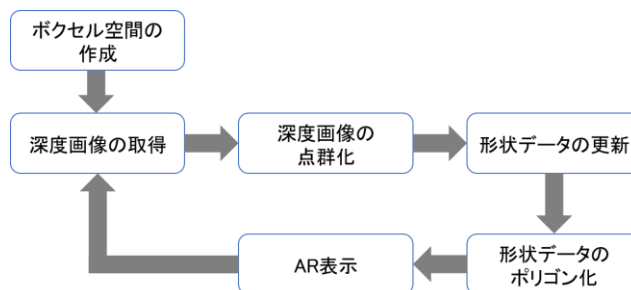 ボクセル空間の
作成
深度画像の取得
深度画像の
点群化
形状データの更新
形状データの
ポリゴン化
AR表示